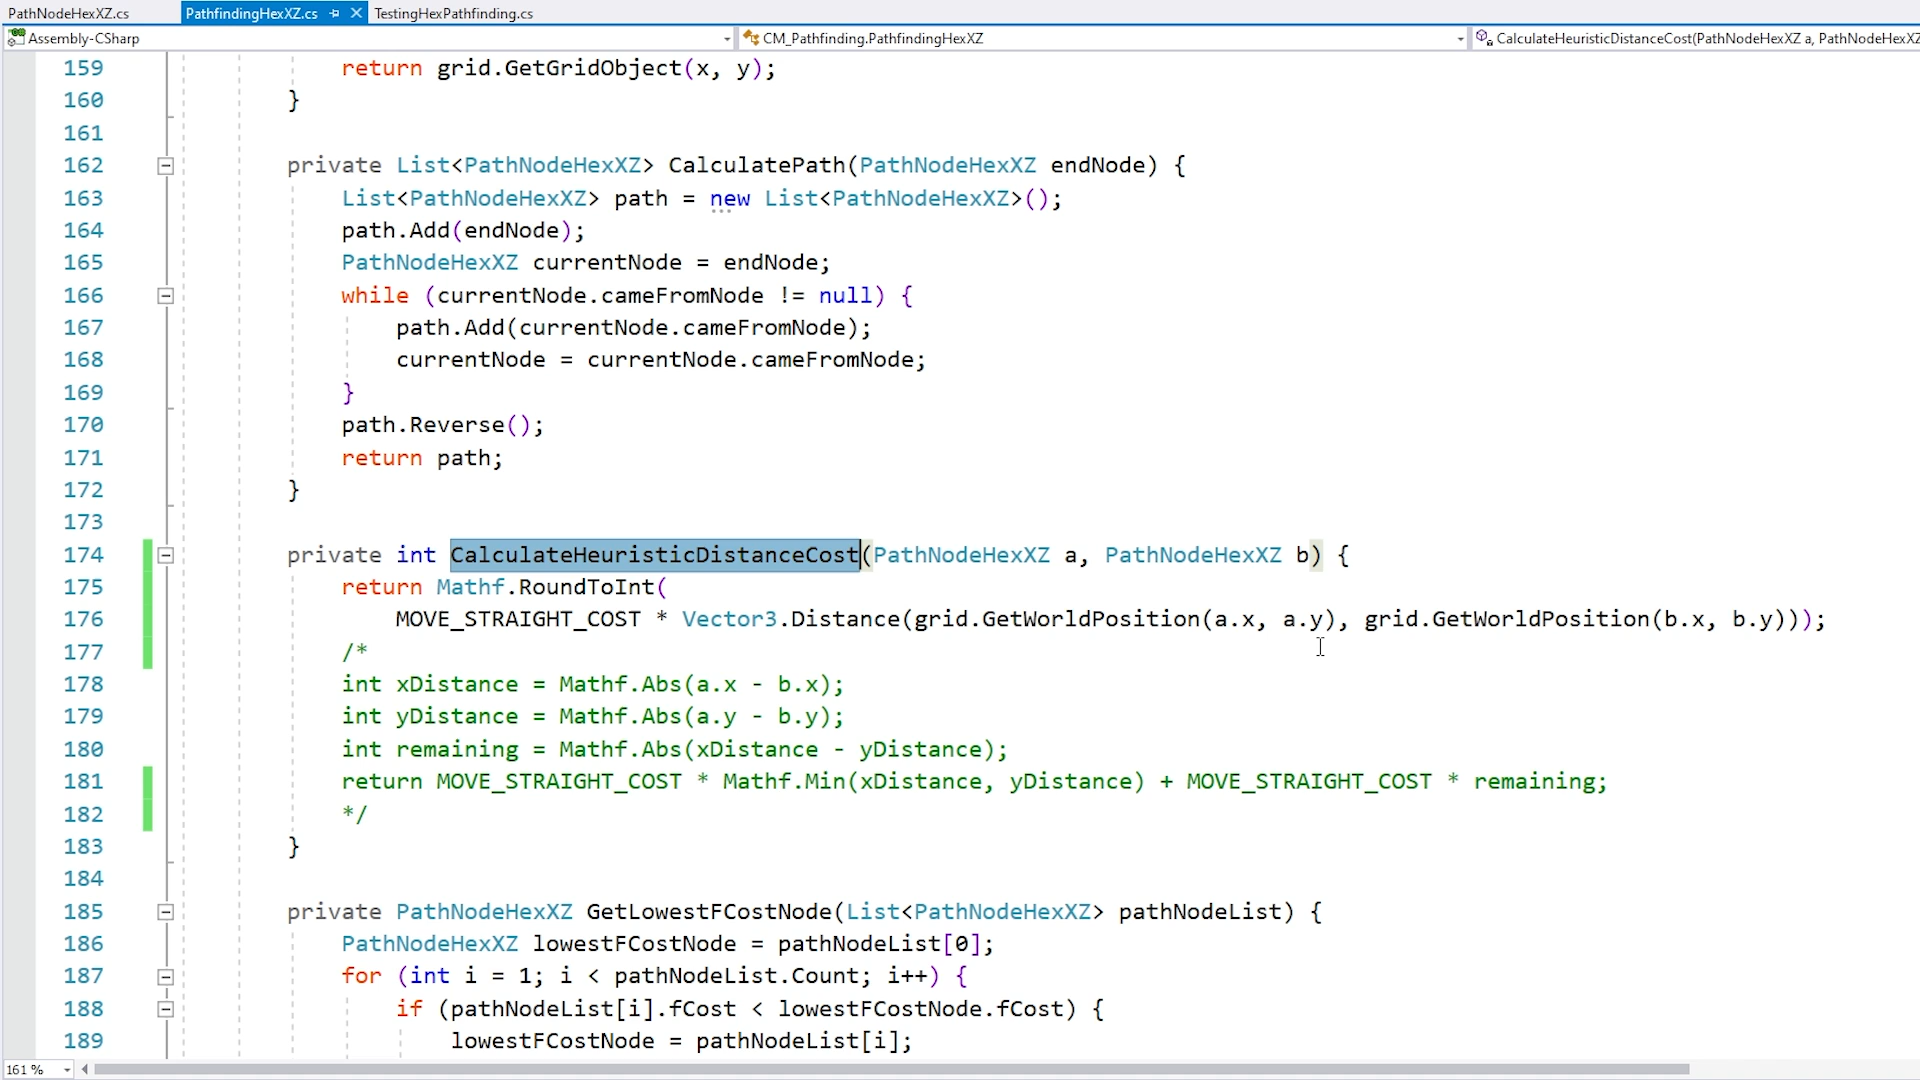 PathNodeHexXZ.cs PathfindingHexXZ.cs TestingHexPathfinding.cs
Assembly-CSharp CM_Pathfinding.PathfindingHexXZ CalculateHeuristicDistanceCost(PathNodeHexXZ a, PathNodeHexXZ
159 return grid.GetGridObject(x, y);
160 }
161
162 private List<PathNodeHexXZ> CalculatePath(PathNodeHexXZ endNode) {
163 List<PathNodeHexXZ> path = new List<PathNodeHexXZ>();
164 path.Add(endNode);
165 PathNodeHexXZ currentNode = endNode;
166 while (currentNode.cameFromNode != null) {
167 path.Add(currentNode.cameFromNode);
168 currentNode = currentNode.cameFromNode;
169 }
170 path.Reverse();
171 return path;
172 }
173
174 private int CalculateHeuristicDistanceCost(PathNodeHexXZ a, PathNodeHexXZ b) {
175 return Mathf.RoundToInt(
176 MOVE_STRAIGHT_COST * Vector3.Distance(grid.GetWorldPosition(a.x, a.y), grid.GetWorldPosition(b.x, b.y)));
177 /*
178 int xDistance = Mathf.Abs(a.x - b.x);
179 int yDistance = Mathf.Abs(a.y - b.y);
180 int remaining = Mathf.Abs(xDistance - yDistance);
181 return MOVE_STRAIGHT_COST * Mathf.Min(xDistance, yDistance) + MOVE_STRAIGHT_COST * remaining;
182 */
183 }
184
185 private PathNodeHexXZ GetLowestFCostNode(List<PathNodeHexXZ> pathNodeList) {
186 PathNodeHexXZ lowestFCostNode = pathNodeList[0];
187 for (int i = 1; i < pathNodeList.Count; i++) {
188 if (pathNodeList[i].fCost < lowestFCostNode.fCost) {
189 lowestFCostNode = pathNodeList[i];
161 %